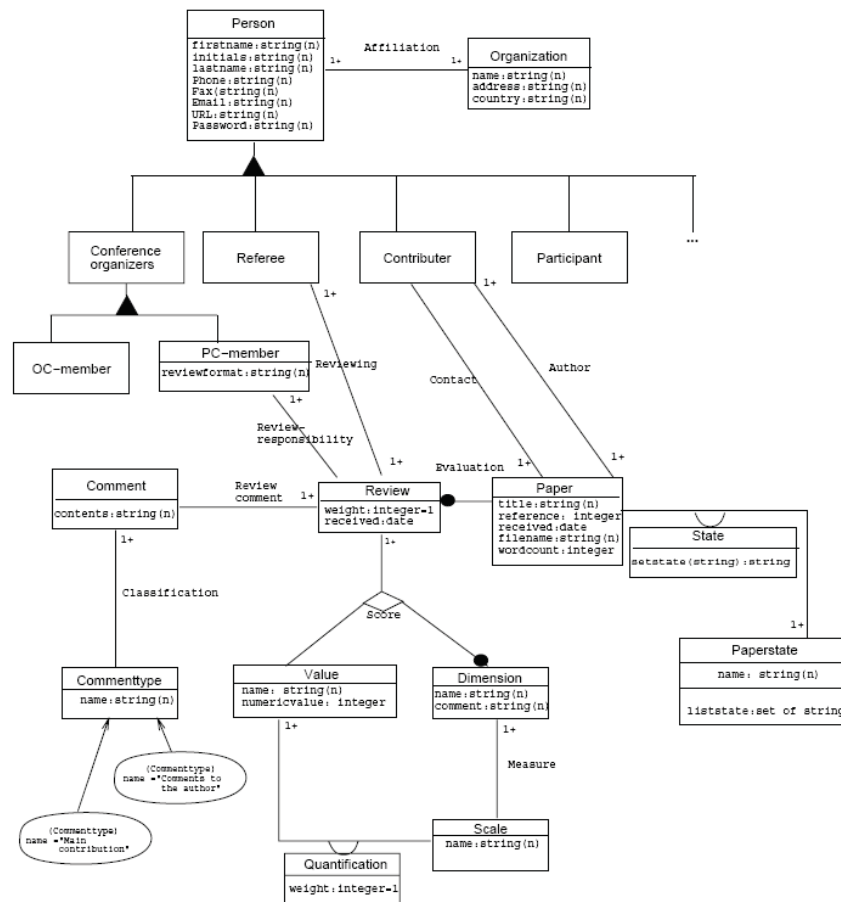 Person
firstname:string(n)
initials:string(n)
lastname:string(n)
Phone:string(n)
Fax(string(n)
Email:string(n)
URL:string(n)
Password:string(n)
1+
Affiliation
1+
Organization
name:string(n)
address:string(n)
country:string(n)
Conference
organizers
Referee
Contributer
Participant
...
1+
1+
OC-member
PC-member
reviewformat:string(n)
Reviewing
Contact
Author
1+
Review-
responsibility
1+
Evaluation
1+
1+
Comment
contents:string(n)
Review
comment
1+
Review
weight:integer=1
received:date
Paper
title:string(n)
reference: integer
received:date
filename:string(n)
wordcount:integer
State
setstate(string):string
1+
1+
Classification
Score
1+
Paperstate
name: string(n)
liststate:set of string
Commenttype
name:string(n)
Value
name: string(n)
numericvalue: integer
Dimension
name:string(n)
comment:string(n)
1+
1+
Measure
(Commenttype)
name ="Comments to
the author"
(Commenttype)
name ="Main
contribution"
Scale
name:string(n)
Quantification
weight:integer=1